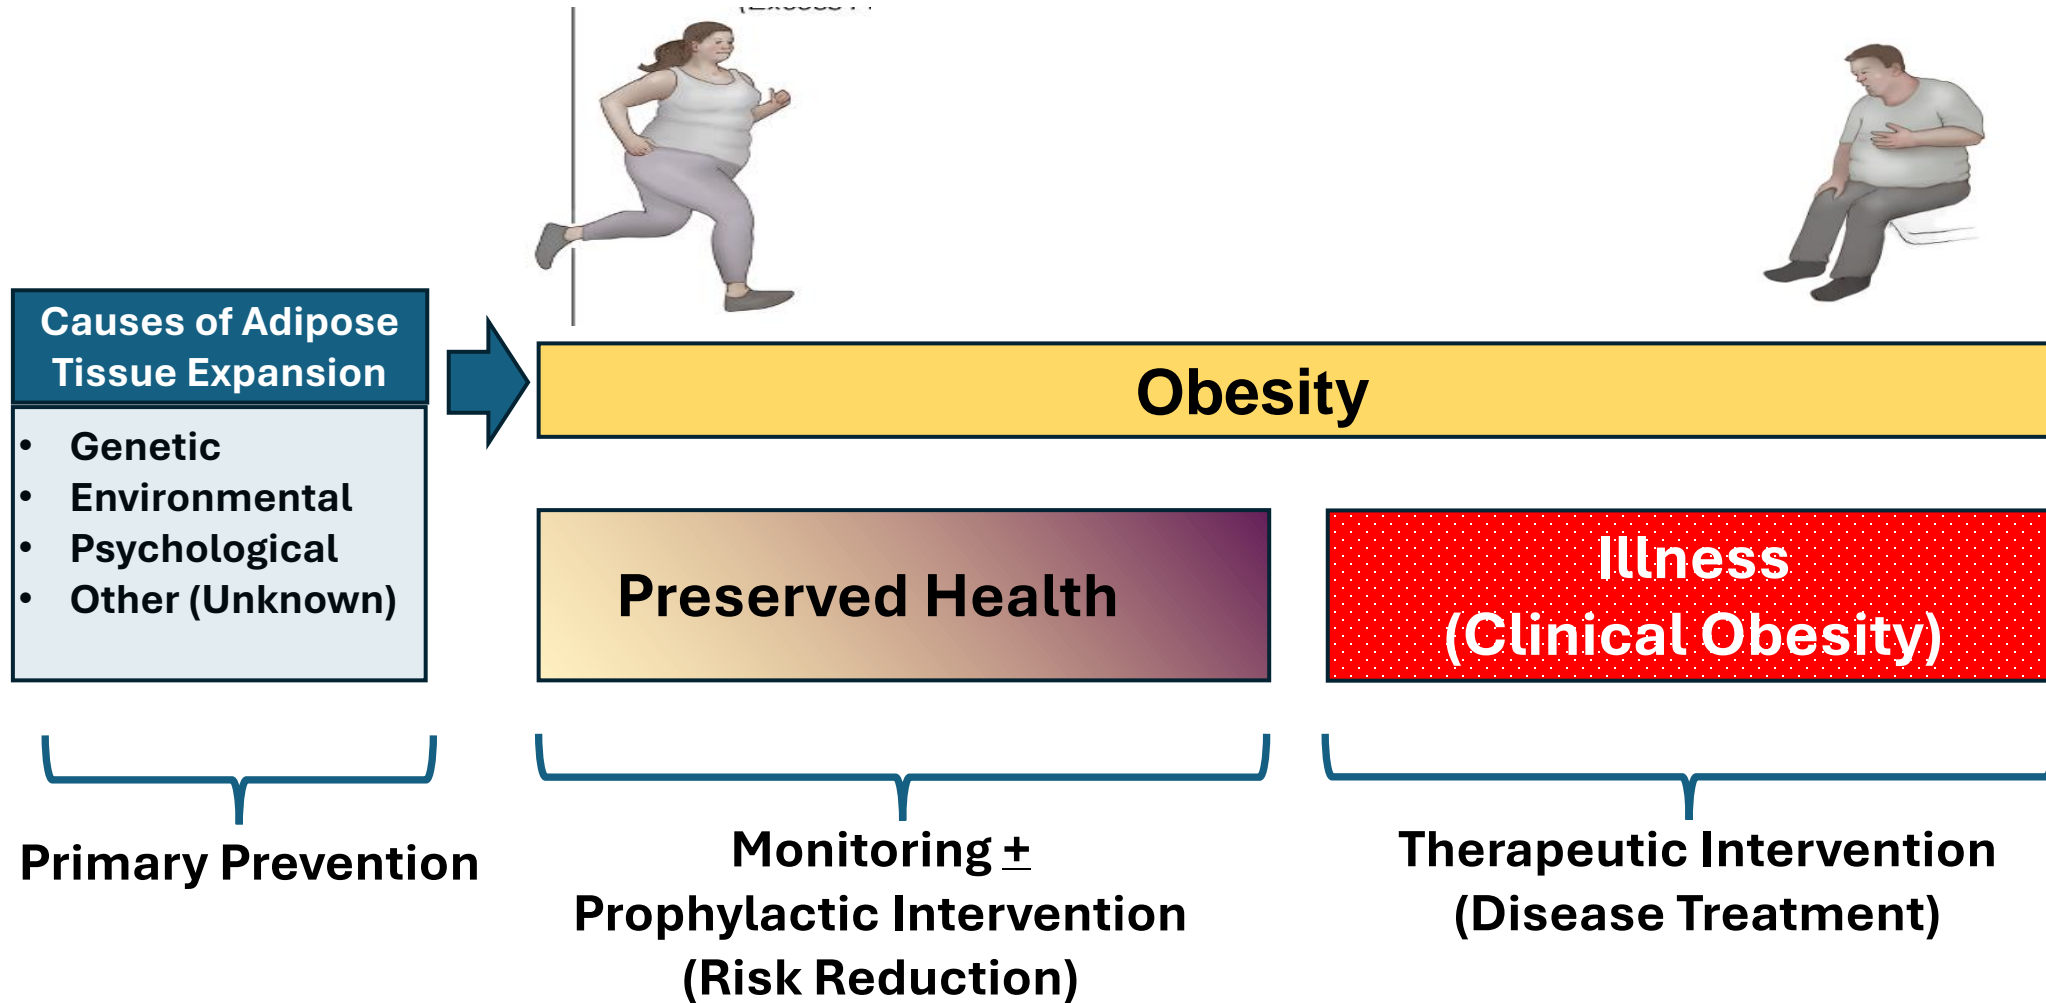 Causes of Adipose
Tissue Expansion
• Genetic
• Environmental
• Psychological
• Other (Unknown)
Obesity
Preserved Health
Illness
(Clinical Obesity)
Primary Prevention
Monitoring ±
Prophylactic Intervention
(Risk Reduction)
Therapeutic Intervention
(Disease Treatment)